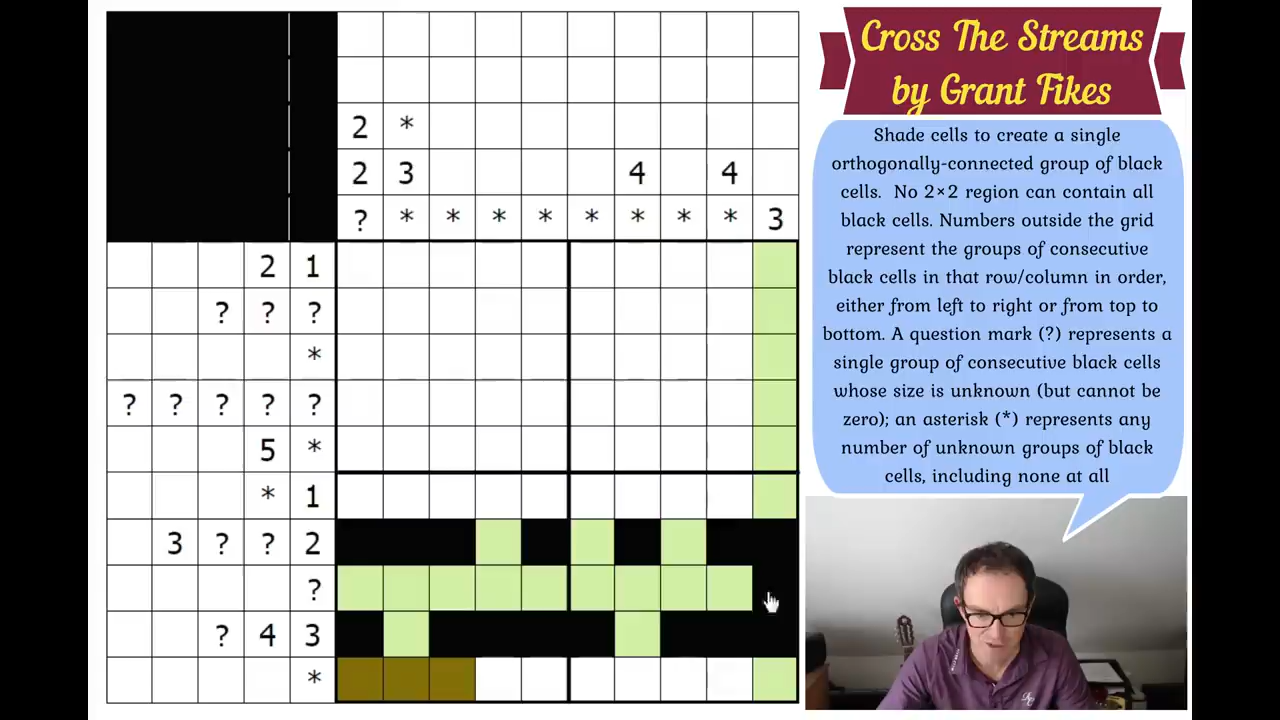 Cross The Streams
by Grant Fikes
Shade cells to create a single
orthogonally-connected group of black
cells. No 2×2 region can contain all
black cells. Numbers outside the grid
represent the groups of consecutive
black cells in that row/column in order,
either from left to right or from top to
bottom. A question mark (?) represents a
single group of consecutive black cells
whose size is unknown (but cannot be
zero); an asterisk (*) represents any
number of unknown groups of black
cells, including none at all
2 *
2 3 4 4
? * * * * * * * * 3
2 1
? ? ?
*
? ? ? ? ?
5 *
* 1
3 ? ? 2
?
? 4 3
*